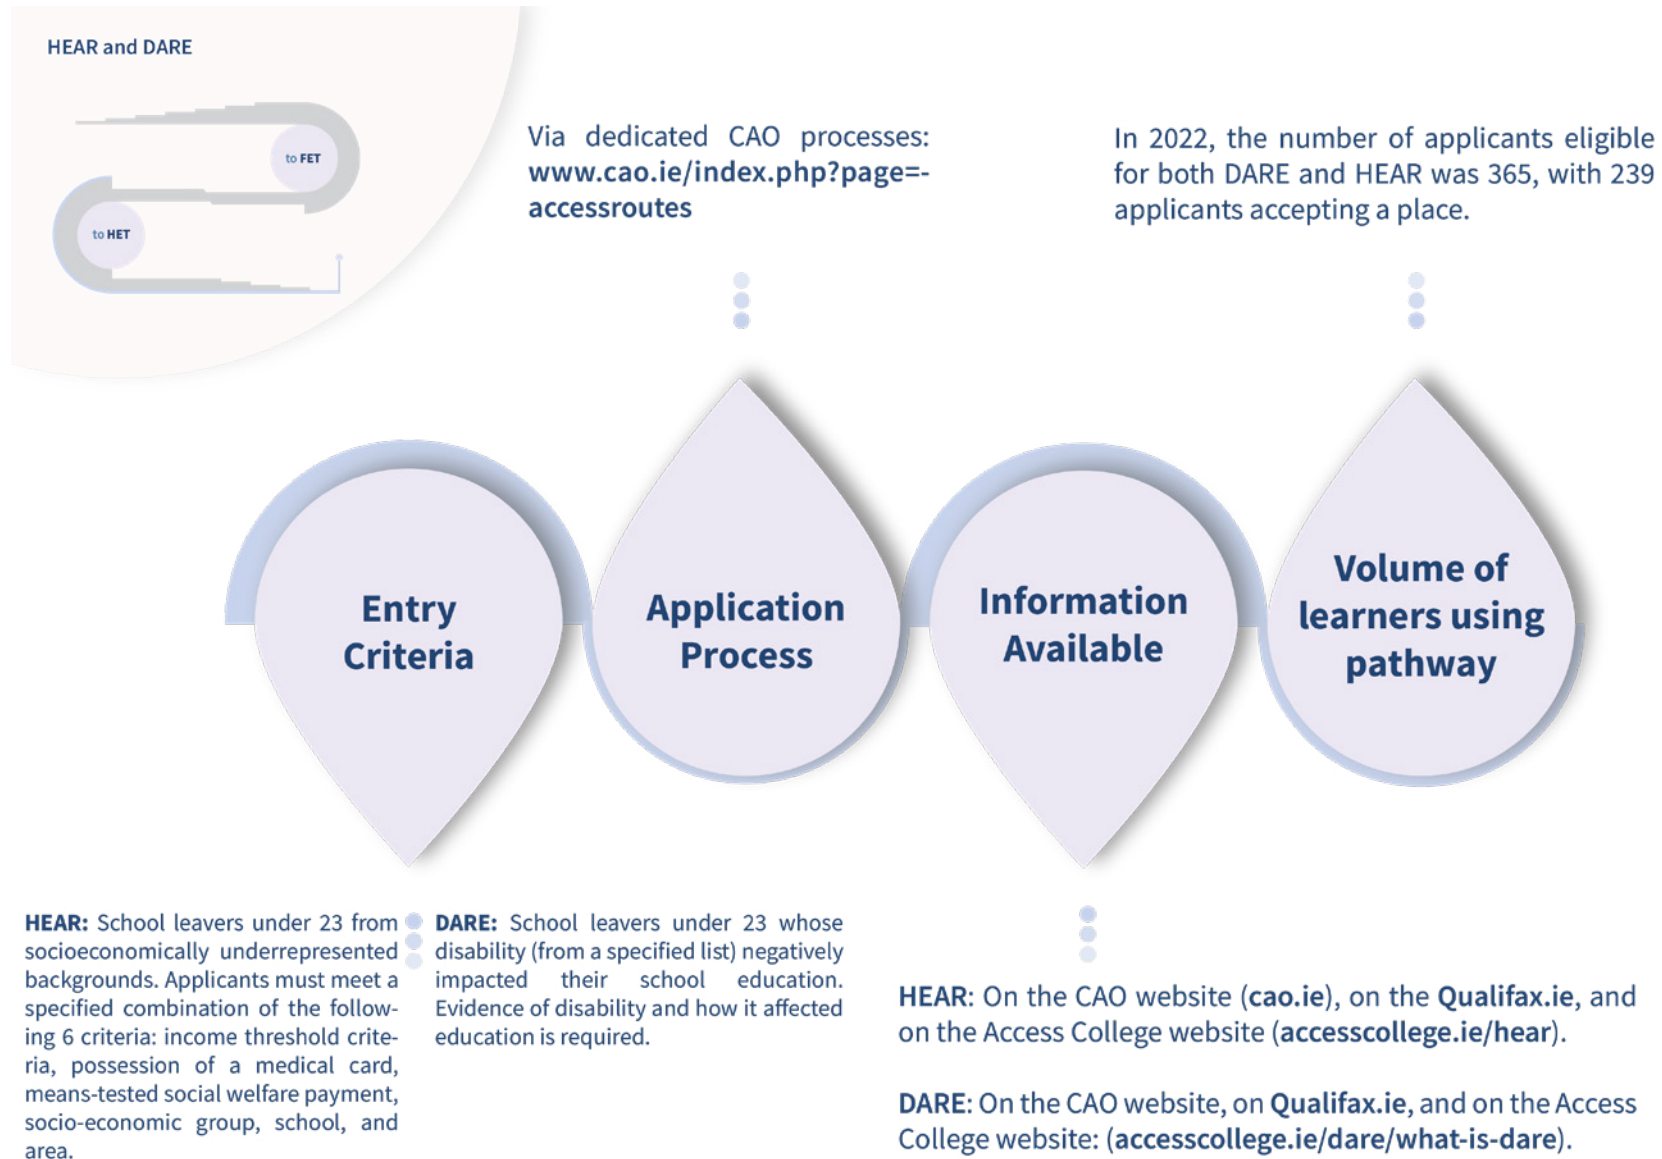 HEAR and DARE
to FET
to HET
Via dedicated CAO processes:
www.cao.ie/index.php?page=-
accessroutes
In 2022, the number of applicants eligible
for both DARE and HEAR was 365, with 239
applicants accepting a place.
Entry
Criteria
Application
Process
Information
Available
Volume of
learners using
pathway
HEAR: School leavers under 23 from
socioeconomically underrepresented
backgrounds. Applicants must meet a
specified combination of the follow-
ing 6 criteria: income threshold crite-
ria, possession of a medical card,
means-tested social welfare payment,
socio-economic group, school, and
area.
DARE: School leavers under 23 whose
disability (from a specified list) negatively
impacted their school education.
Evidence of disability and how it affected
education is required.
HEAR: On the CAO website (cao.ie), on the Qualifax.ie, and
on the Access College website (accesscollege.ie/hear).
DARE: On the CAO website, on Qualifax.ie, and on the Access
College website: (accesscollege.ie/dare/what-is-dare).